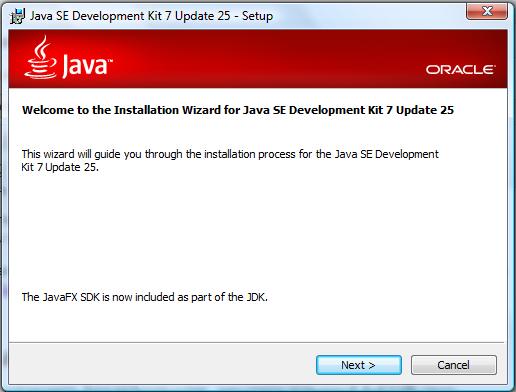 Java SE Development Kit 7 Update 25 - Setup
Java™
ORACLE®
Welcome to the Installation Wizard for Java SE Development Kit 7 Update 25
This wizard will guide you through the installation process for the Java SE Development
Kit 7 Update 25.
The JavaFX SDK is now included as part of the JDK.
Next >
Cancel